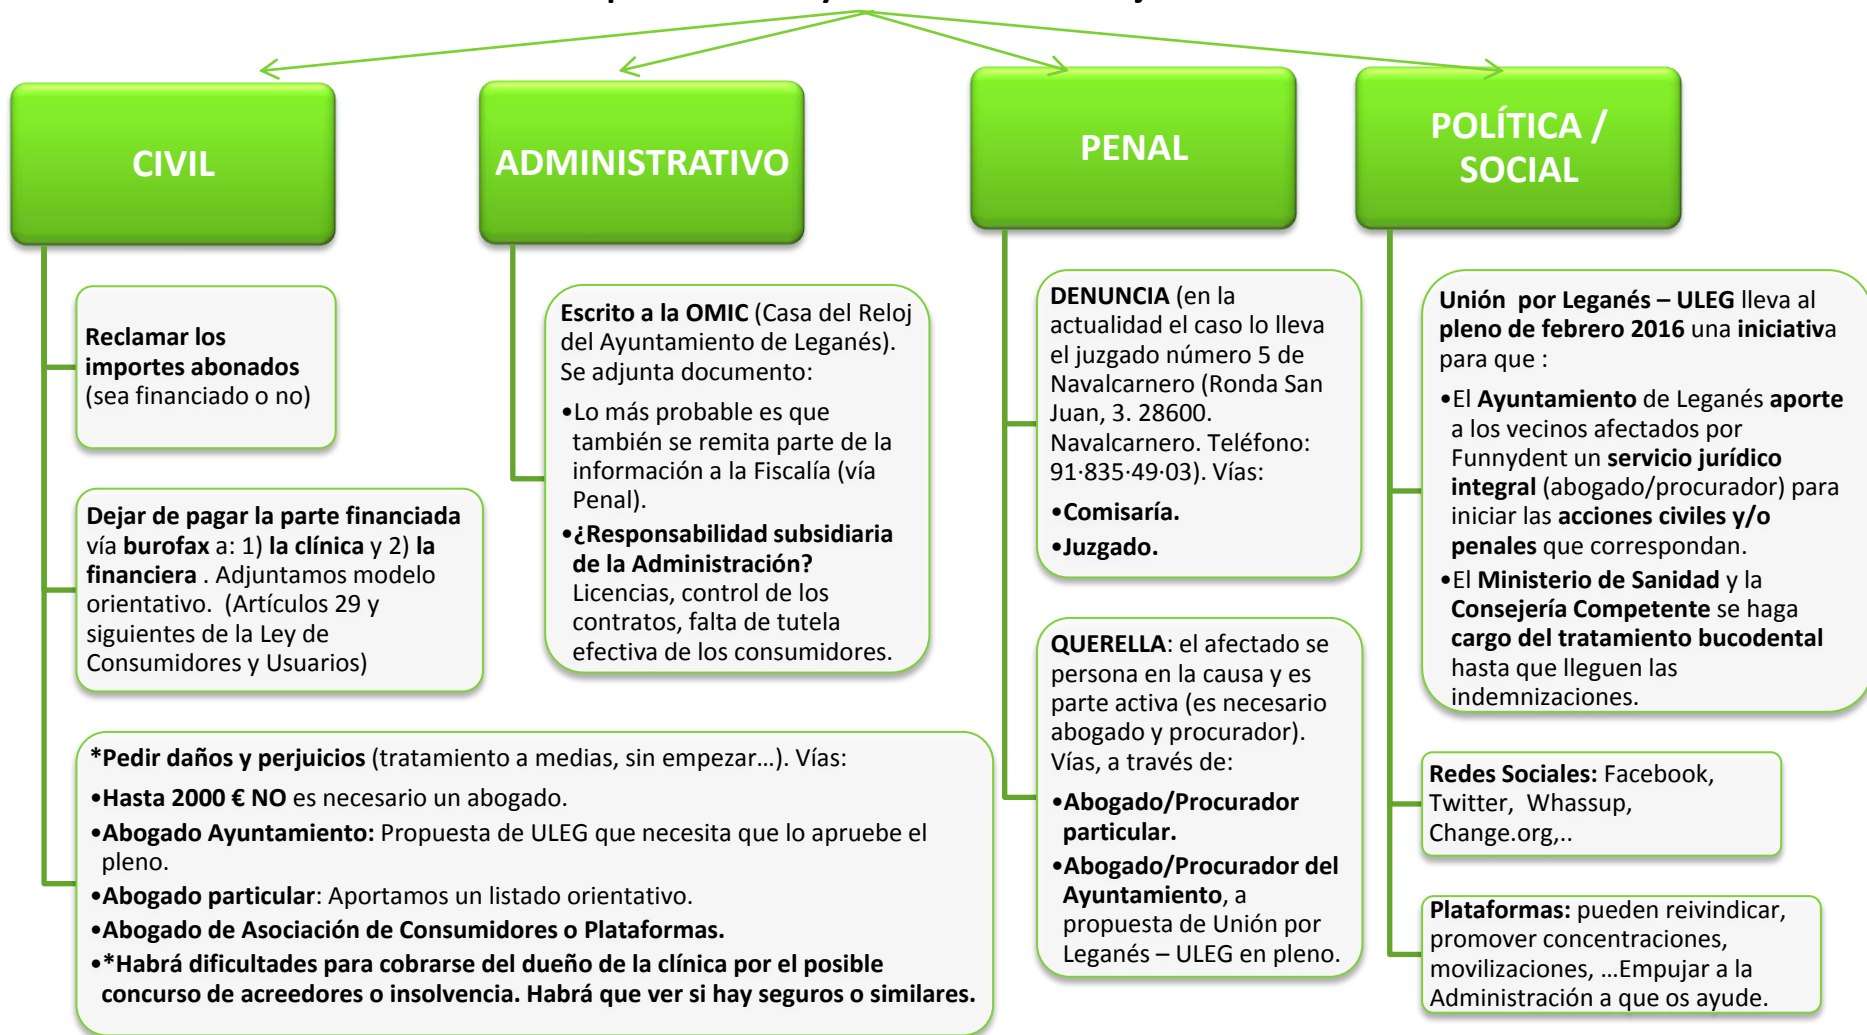 CIVIL
Reclamar los
importes abonados
(sea financiado o no)
Dejar de pagar la parte financiada
vía burofax a: 1) la clínica y 2) la
financiera . Adjuntamos modelo
orientativo. (Artículos 29 y
siguientes de la Ley de
Consumidores y Usuarios)
*Pedir daños y perjuicios (tratamiento a medias, sin empezar...). Vías:
•Hasta 2000 € NO es necesario un abogado.
•Abogado Ayuntamiento: Propuesta de ULEG que necesita que lo apruebe el
pleno.
•Abogado particular: Aportamos un listado orientativo.
•Abogado de Asociación de Consumidores o Plataformas.
•*Habrá dificultades para cobrarse del dueño de la clínica por el posible
concurso de acreedores o insolvencia. Habrá que ver si hay seguros o similares.
ADMINISTRATIVO
Escrito a la OMIC (Casa del Reloj
del Ayuntamiento de Leganés).
Se adjunta documento:
•Lo más probable es que
también se remita parte de la
información a la Fiscalía (vía
Penal).
•¿Responsabilidad subsidiaria
de la Administración?
Licencias, control de los
contratos, falta de tutela
efectiva de los consumidores.
PENAL
DENUNCIA (en la
actualidad el caso lo lleva
el juzgado número 5 de
Navalcarnero (Ronda San
Juan, 3. 28600.
Navalcarnero. Teléfono:
91·835·49·03). Vías:
•Comisaría.
•Juzgado.
QUERELLA: el afectado se
persona en la causa y es
parte activa (es necesario
abogado y procurador).
Vías, a través de:
•Abogado/Procurador
particular.
•Abogado/Procurador del
Ayuntamiento, a
propuesta de Unión por
Leganés – ULEG en pleno.
POLÍTICA /
SOCIAL
Unión por Leganés – ULEG lleva al
pleno de febrero 2016 una iniciativa
para que :
•El Ayuntamiento de Leganés aporte
a los vecinos afectados por
Funnydent un servicio jurídico
integral (abogado/procurador) para
iniciar las acciones civiles y/o
penales que correspondan.
•El Ministerio de Sanidad y la
Consejería Competente se haga
cargo del tratamiento bucodental
hasta que lleguen las
indemnizaciones.
Redes Sociales: Facebook,
Twitter, Whassup,
Change.org,..
Plataformas: pueden reivindicar,
promover concentraciones,
movilizaciones, ...Empujar a la
Administración a que os ayude.